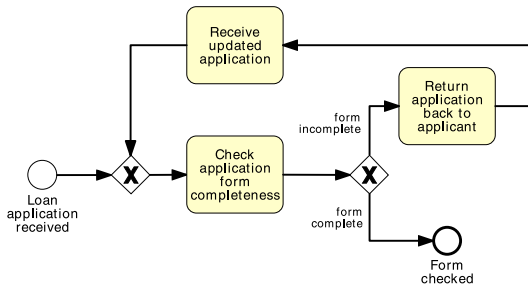 Receive
updated
application
Return
application
back to
applicant
form
incomplete
Check
application
form
completeness
X
X
Loan
application
received
form
complete
Form
checked